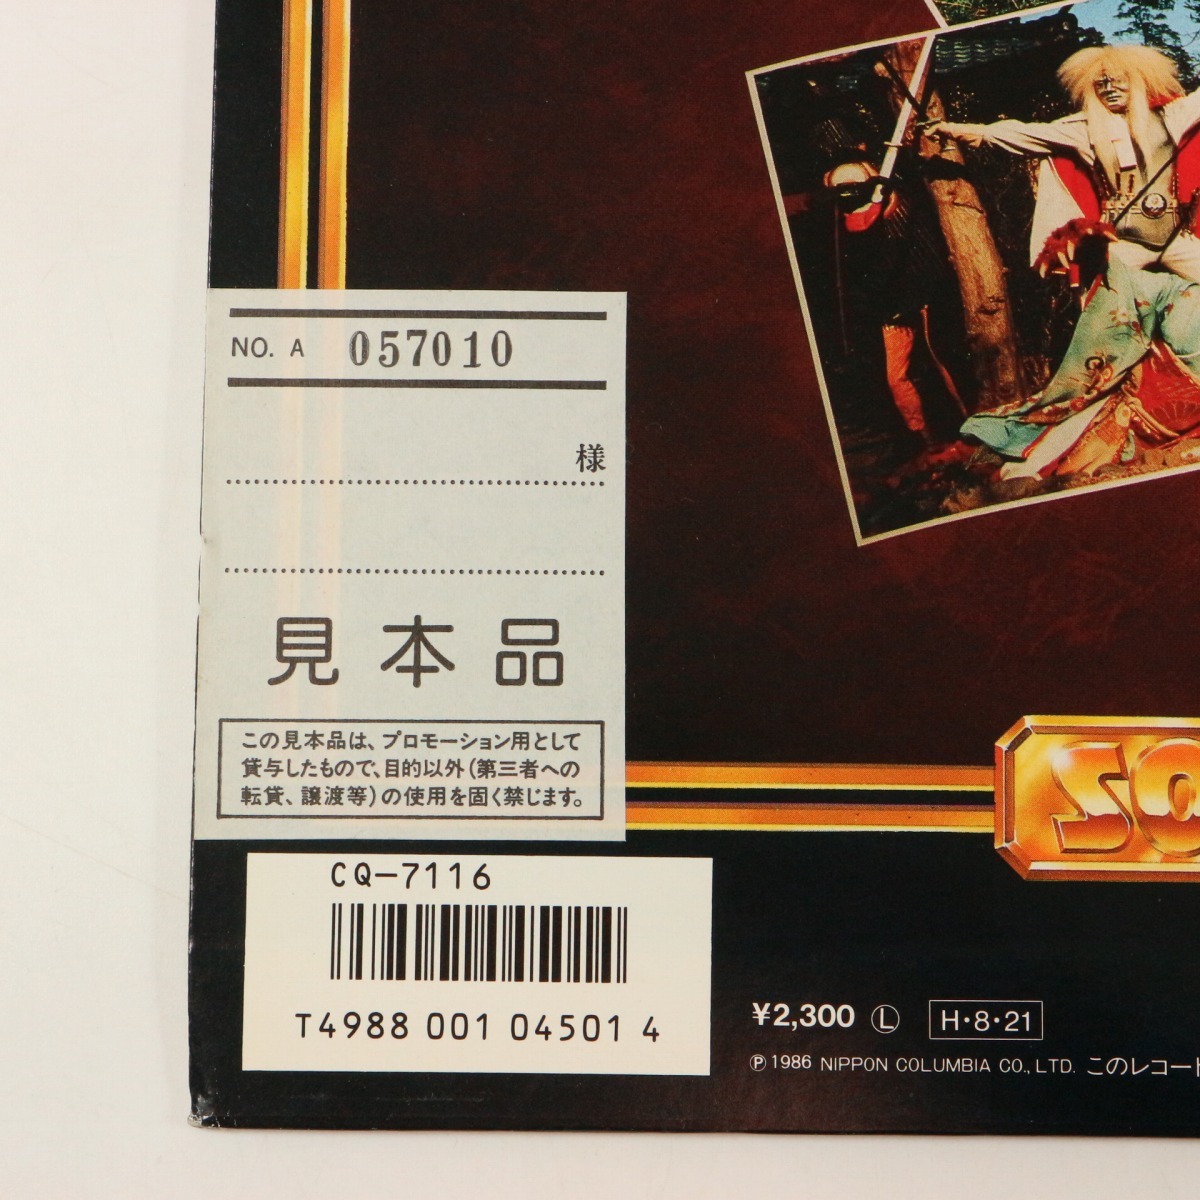 NO. A 057010
様
見本品
この見本品は、プロモーション用として
貸与したもので、目的以外(第三者への
転貸、譲渡等)の使用を固く禁じます。
SO
CQ-7116
T4988 001 04501 4
¥2,300 Ⓛ H・8・21
℗ 1986 NIPPON COLUMBIA CO., LTD. このレコード